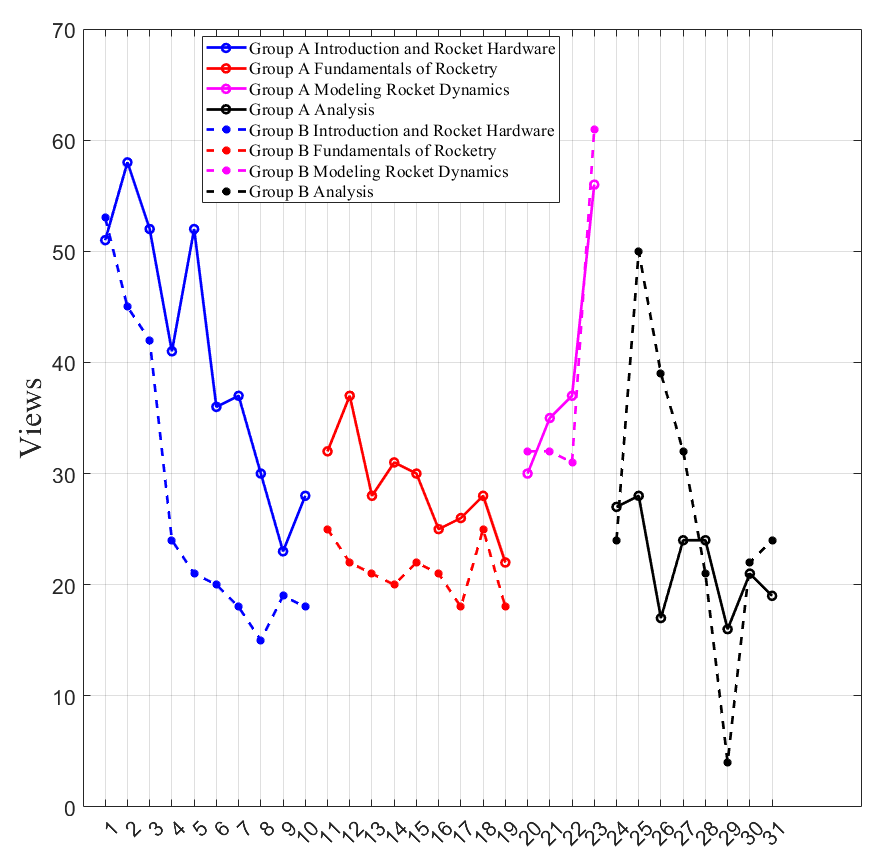 70
60
50
40
30
20
10
0
Views
Group A Introduction and Rocket Hardware
Group A Fundamentals of Rocketry
Group A Modeling Rocket Dynamics
Group A Analysis
Group B Introduction and Rocket Hardware
Group B Fundamentals of Rocketry
Group B Modeling Rocket Dynamics
Group B Analysis
1 2 3 4 5 6 7 8 9 10 11 12 13 14 15 16 17 18 19 20 21 22 23 24 25 26 27 28 29 30 31